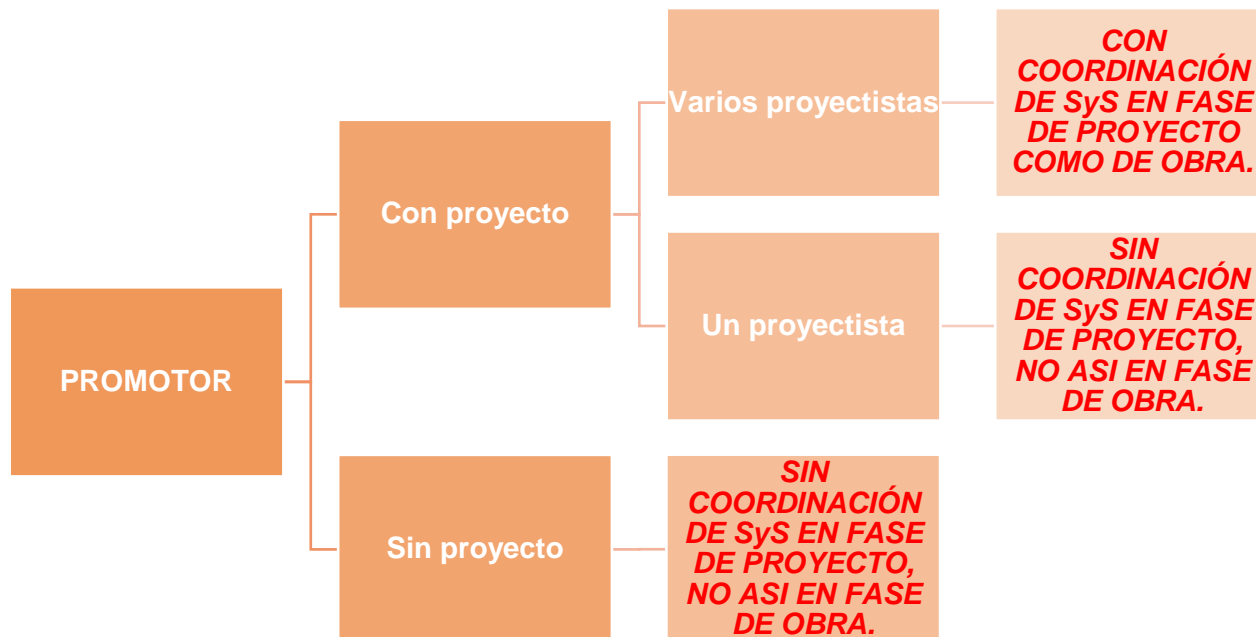 PROMOTOR
Con proyecto
Varios proyectistas
CON
COORDINACIÓN
DE SyS EN FASE
DE PROYECTO
COMO DE OBRA.
Un proyectista
SIN
COORDINACIÓN
DE SyS EN FASE
DE PROYECTO,
NO ASI EN FASE
DE OBRA.
Sin proyecto
SIN
COORDINACIÓN
DE SyS EN FASE
DE PROYECTO,
NO ASI EN FASE
DE OBRA.